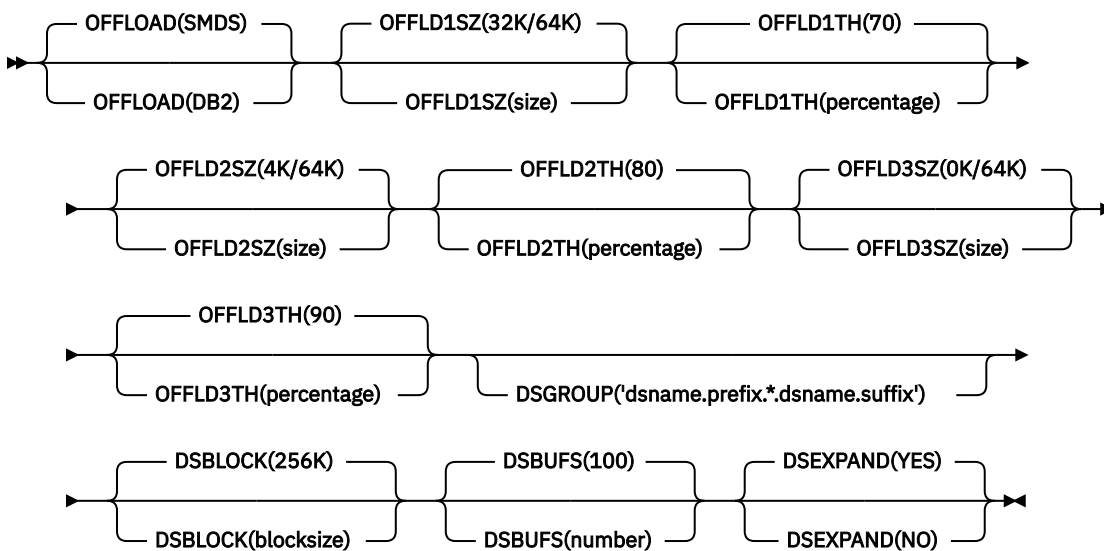 OFFLOAD(SMDS) OFFLD1SZ(32K/64K) OFFLD1TH(70)
OFFLOAD(DB2) OFFLD1SZ(size) OFFLD1TH(percentage)
OFFLD2SZ(4K/64K) OFFLD2TH(80) OFFLD3SZ(0K/64K)
OFFLD2SZ(size) OFFLD2TH(percentage) OFFLD3SZ(size)
OFFLD3TH(90)
OFFLD3TH(percentage) DSGROUP('dsname.prefix.*.dsname.suffix')
DSBLOCK(256K) DSBUFS(100) DSEXPAND(YES)
DSBLOCK(blocksize) DSBUFS(number) DSEXPAND(NO)